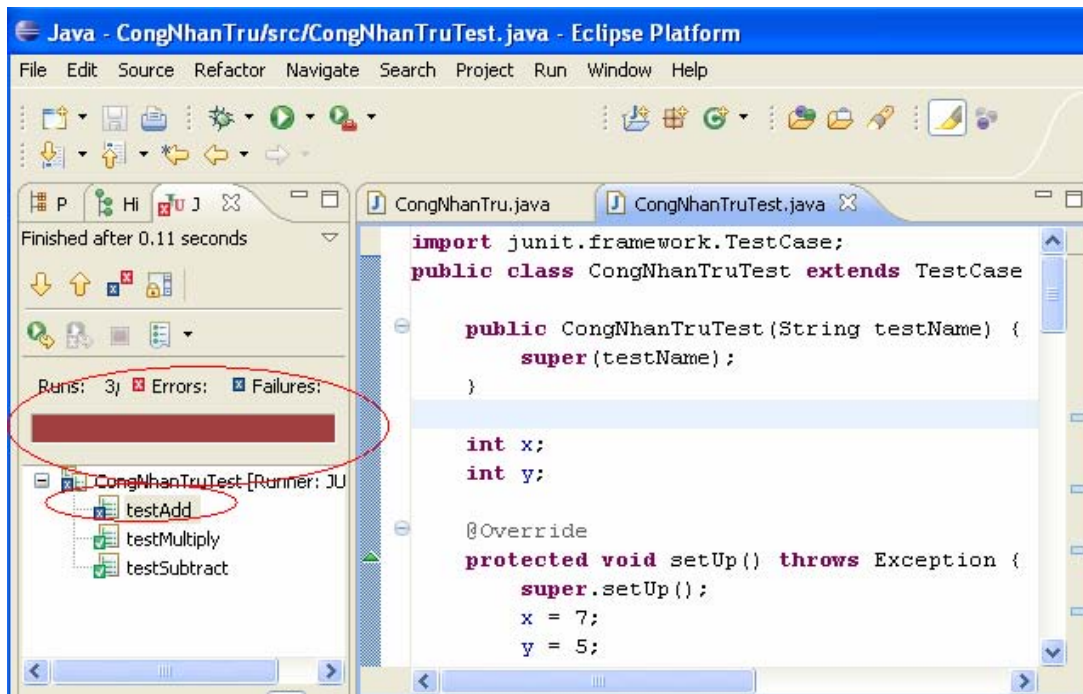 Java - CongNhanTru/src/CongNhanTruTest.java - Eclipse Platform
File Edit Source Refactor Navigate Search Project Run Window Help
P Hi JU J
CongNhanTru.java CongNhanTruTest.java
Finished after 0.11 seconds
Runs: 3/ Errors: Failures:
CongNhanTruTest [Runner: JU
testAdd
testMultiply
testSubtract
import junit.framework.TestCase;
public class CongNhanTruTest extends TestCase
public CongNhanTruTest(String testName) {
super(testName);
}
int x;
int y;
@Override
protected void setUp() throws Exception {
super.setUp();
x = 7;
y = 5;